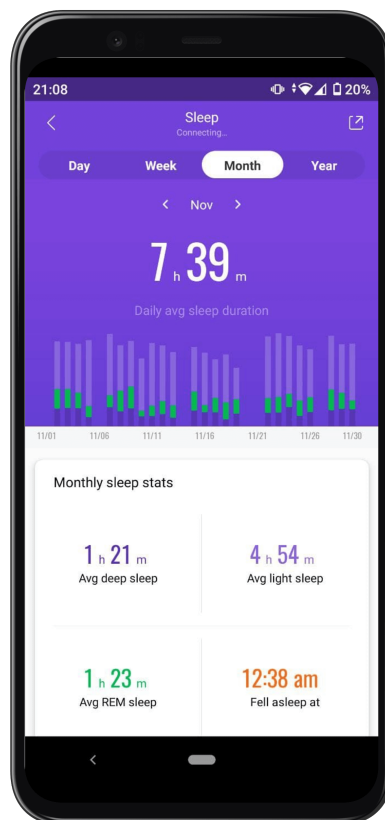 21:08 20%
Sleep
Connecting...
Day Week Month Year
Nov
7 h 39 m
Daily avg sleep duration
11/01 11/06 11/11 11/16 11/21 11/26 11/30
Monthly sleep stats
1 h 21 m 4 h 54 m
Avg deep sleep Avg light sleep
1 h 23 m 12:38 am
Avg REM sleep Fell asleep at